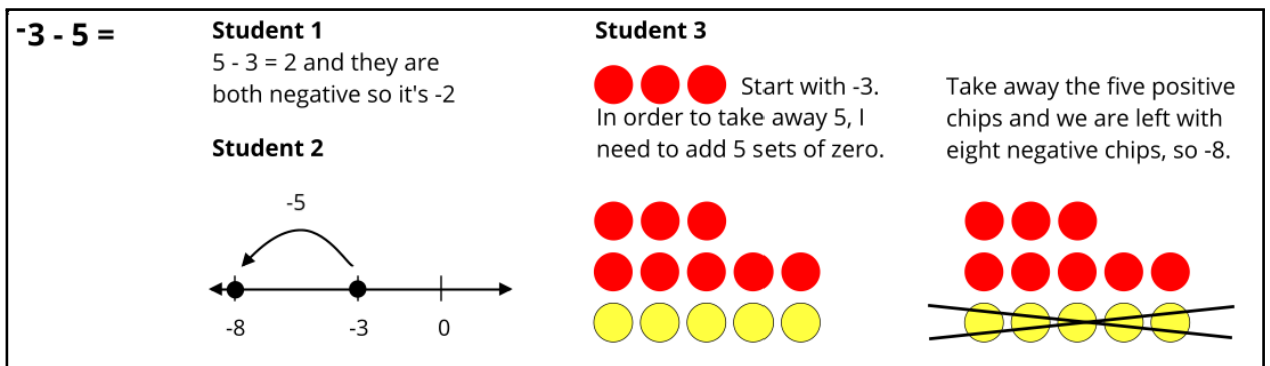 -3 - 5 =
Student 1
5 - 3 = 2 and they are
both negative so it's -2
Student 2
-5
-8 -3 0
Student 3
Start with -3.
In order to take away 5, I
need to add 5 sets of zero.
Take away the five positive
chips and we are left with
eight negative chips, so -8.